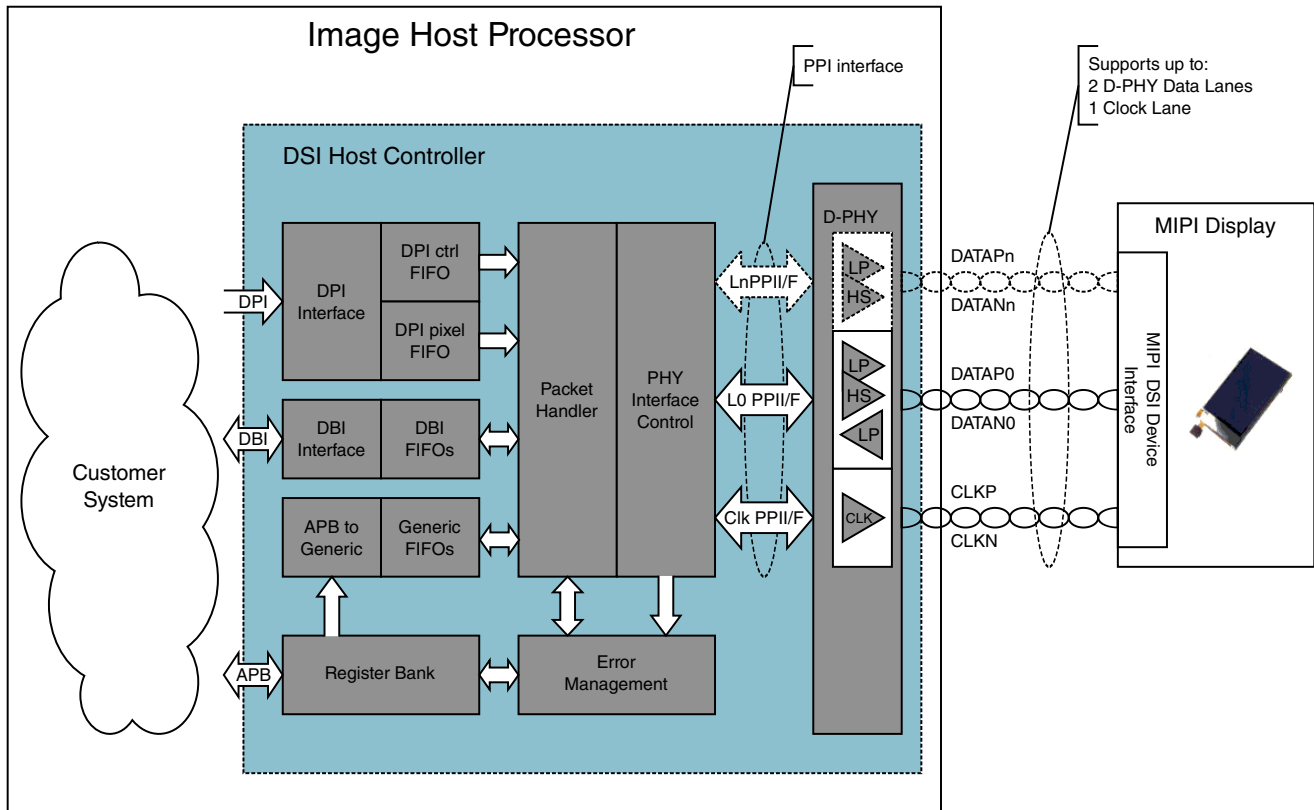 Image Host Processor
PPI interface
Supports up to:
2 D-PHY Data Lanes
1 Clock Lane
DSI Host Controller
Customer
System
DPI
DBI
APB
DPI
Interface
DPI ctrl
FIFO
DPI pixel
FIFO
DBI
Interface
DBI
FIFOs
APB to
Generic
Generic
FIFOs
Register Bank
Packet
Handler
PHY
Interface
Control
Error
Management
LnPPII/F
L0 PPII/F
Clk PPII/F
D-PHY
LP
HS
LP
HS
LP
CLK
DATAPn
DATANn
DATAP0
DATAN0
CLKP
CLKN
MIPI Display
MIPI DSI Device
Interface